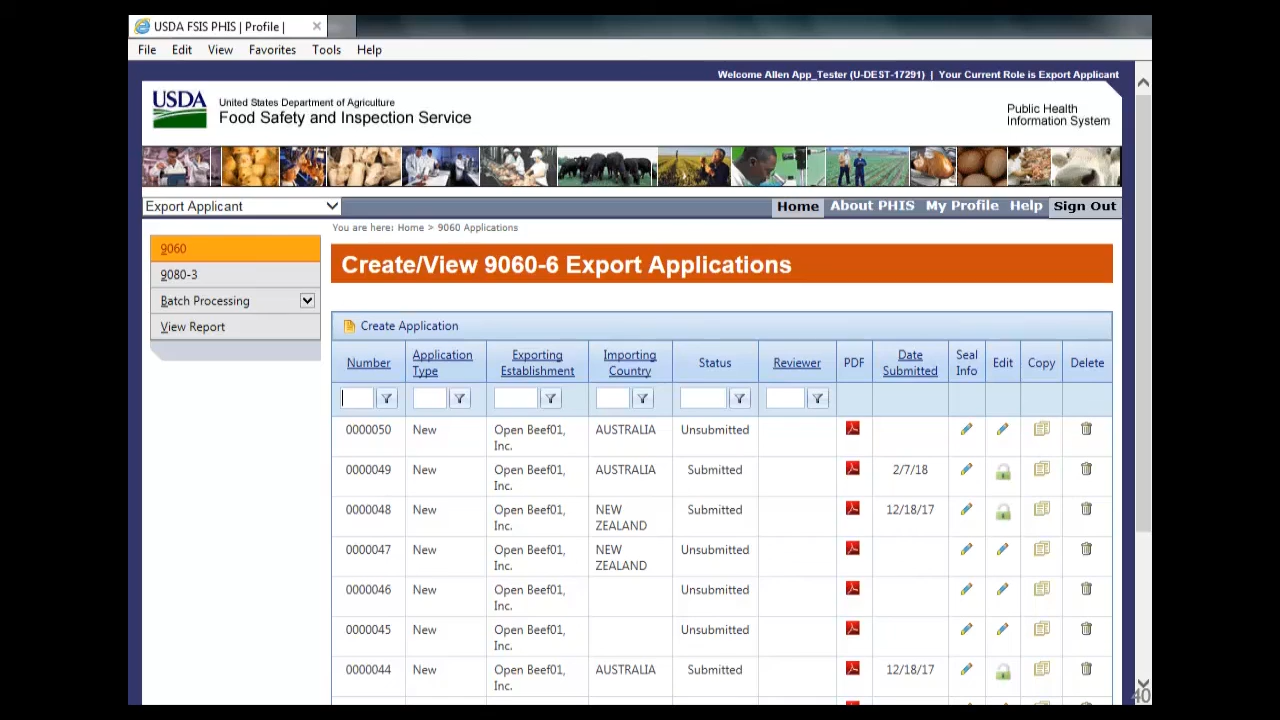 USDA FSIS PHIS | Profile |
File Edit View Favorites Tools Help
Welcome Allen App_Tester (U-DEST-17291) | Your Current Role is Export Applicant
USDA
United States Department of Agriculture
Food Safety and Inspection Service
Public Health
Information System
Export Applicant
Home About PHIS My Profile Help Sign Out
You are here: Home > 9060 Applications
9060
9080-3
Batch Processing
View Report
Create/View 9060-6 Export Applications
Create Application
Number Application Type Exporting Establishment Importing Country Status Reviewer PDF Date Submitted Seal Info Edit Copy Delete
0000050 New Open Beef01, Inc. AUSTRALIA Unsubmitted
0000049 New Open Beef01, Inc. AUSTRALIA Submitted 2/7/18
0000048 New Open Beef01, Inc. NEW ZEALAND Submitted 12/18/17
0000047 New Open Beef01, Inc. NEW ZEALAND Unsubmitted
0000046 New Open Beef01, Inc. Unsubmitted
0000045 New Open Beef01, Inc. Unsubmitted
0000044 New Open Beef01, Inc. AUSTRALIA Submitted 12/18/17
40